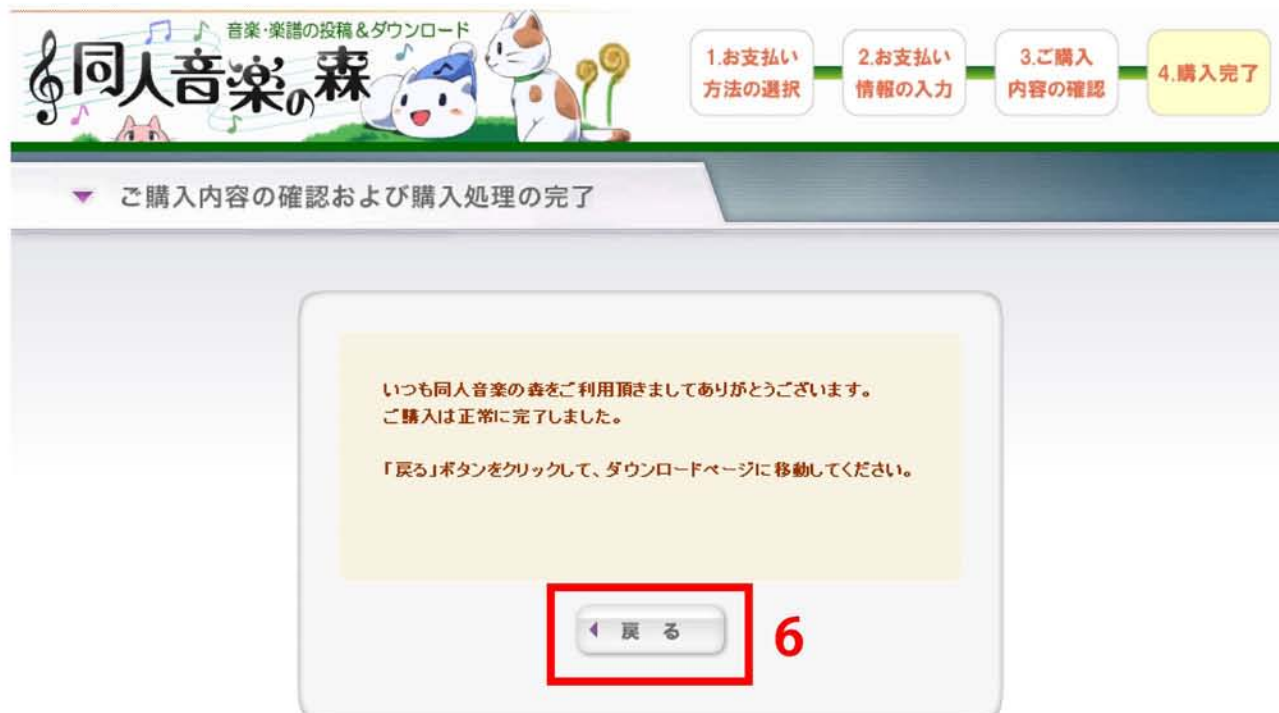 音楽・楽譜の投稿&ダウンロード
同人音楽の森
1.お支払い
方法の選択
2.お支払い
情報の入力
3.ご購入
内容の確認
4.購入完了
ご購入内容の確認および購入処理の完了
いつも同人音楽の森をご利用頂きましてありがとうございます。
ご購入は正常に完了しました。
「戻る」ボタンをクリックして、ダウンロードページに移動してください。
戻る
6